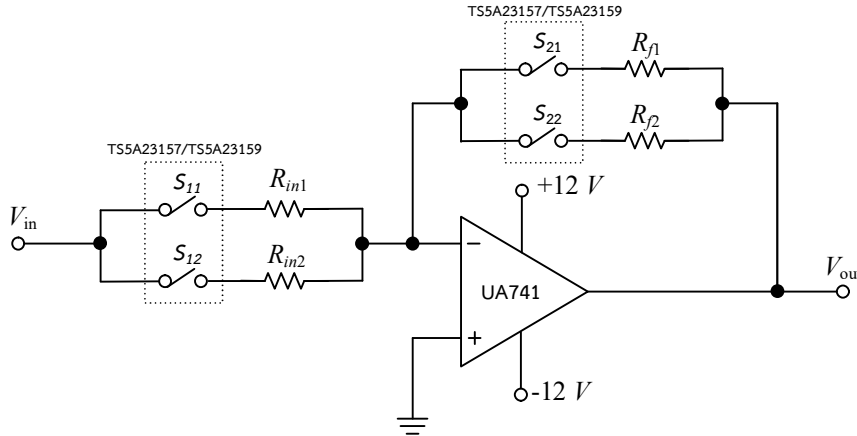 TS5A23157/TS5A23159
S21
Rf1
S22
Rf2
TS5A23157/TS5A23159
S11
Rin1
+12 V
Vin
S12
Rin2
−
UA741
Vou
+
-12 V